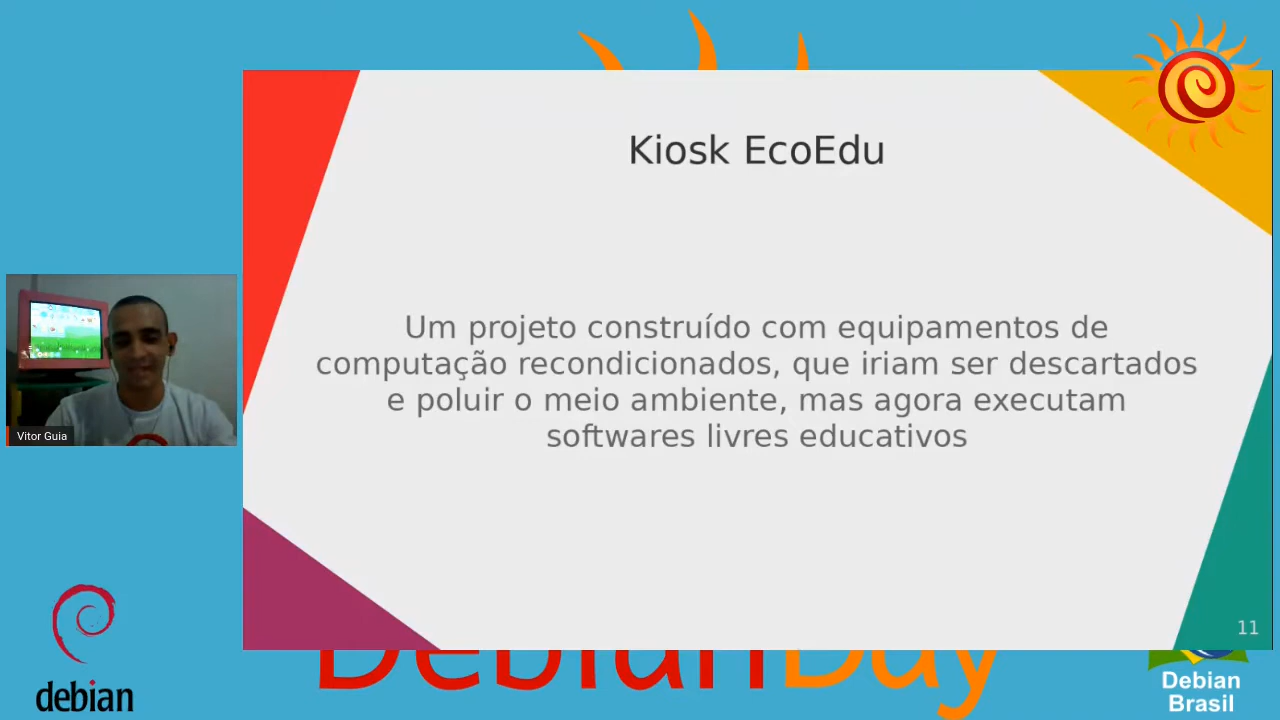 Kiosk EcoEdu
Um projeto construído com equipamentos de
computação recondicionados, que iriam ser descartados
e poluir o meio ambiente, mas agora executam
softwares livres educativos
11
Vitor Guia
debian
DebianDay
Debian
Brasil